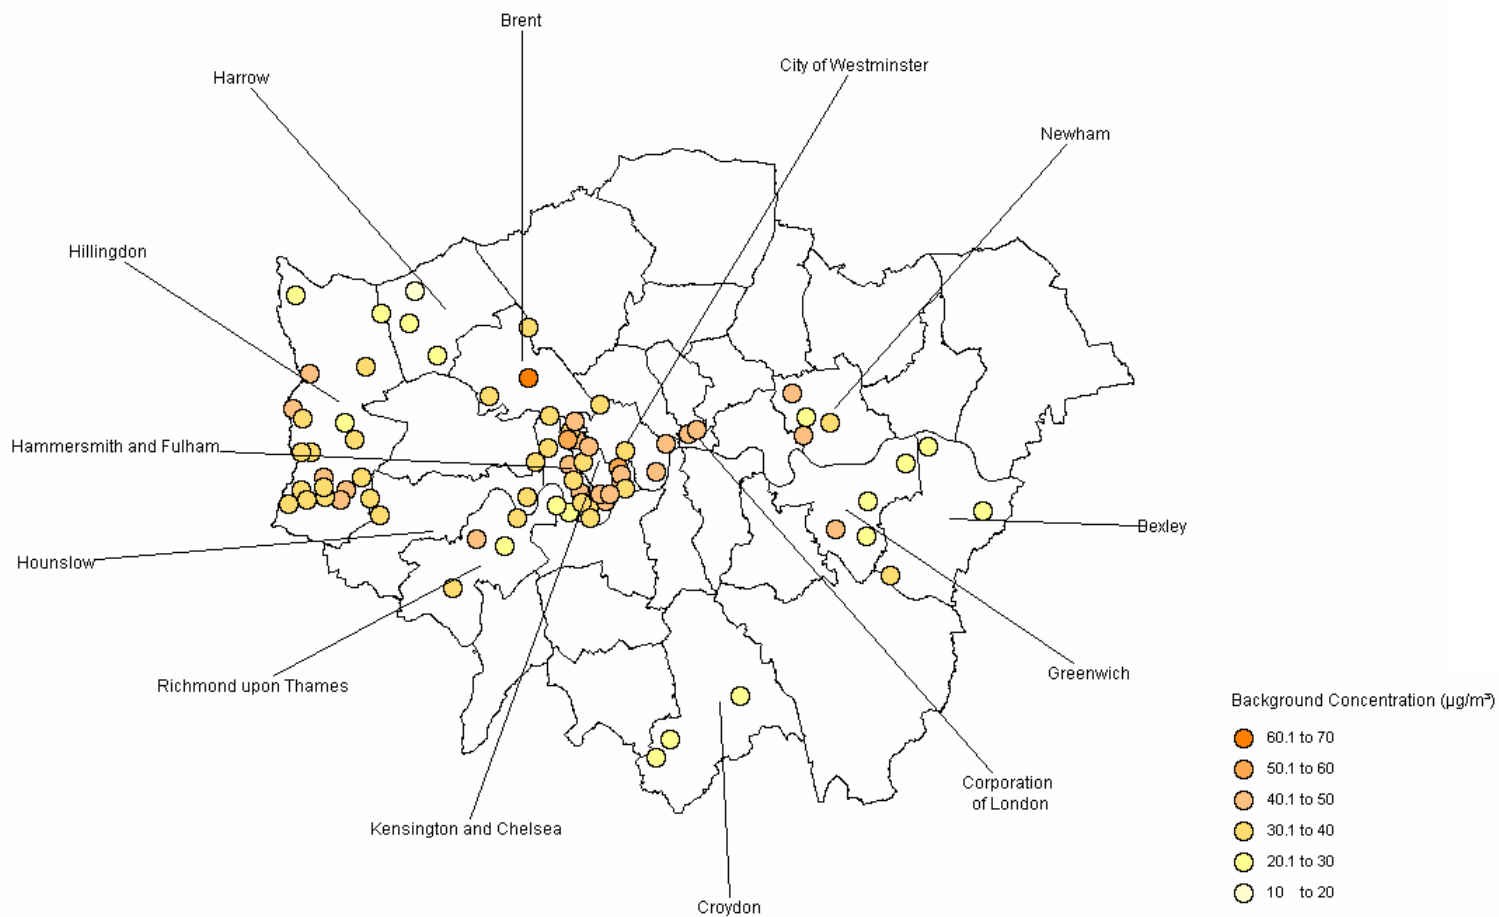 Brent
City of Westminster
Harrow
Newham
Hillingdon
Hammersmith and Fulham
Bexley
Hounslow
Greenwich
Richmond upon Thames
Corporation
of London
Kensington and Chelsea
Croydon
Background Concentration (µg/m³)
60.1 to 70
50.1 to 60
40.1 to 50
30.1 to 40
20.1 to 30
10 to 20